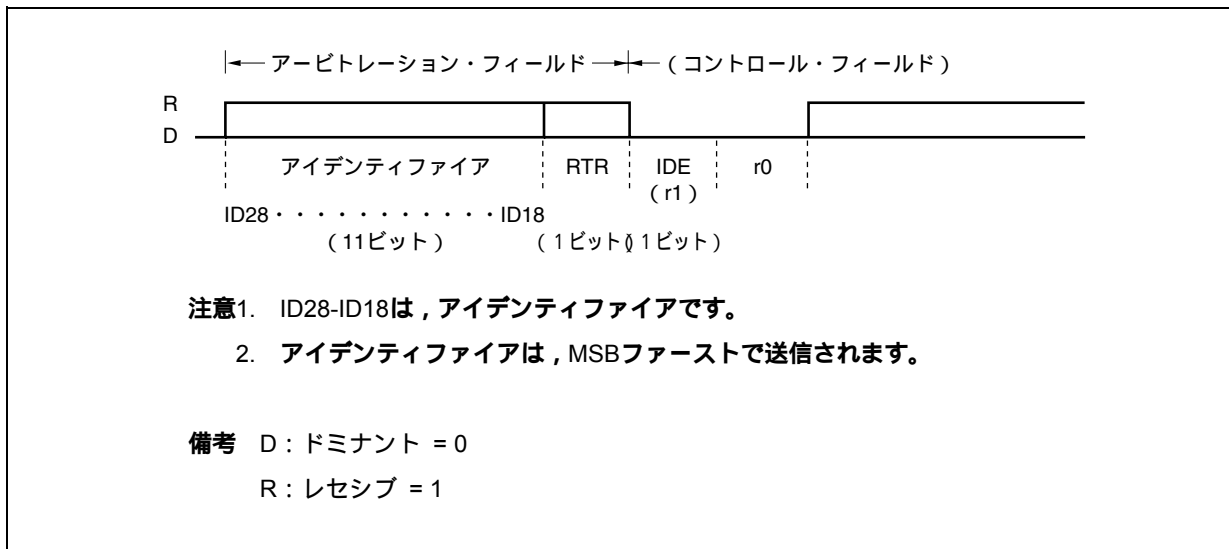 アービトレーション・フィールド （コントロール・フィールド）
R
D
アイデンティファイア RTR IDE r0
（r1）
ID28・・・・・・・・・・・ID18
（11ビット） （1ビット）（1ビット）
注意1. ID28-ID18は，アイデンティファイアです。
2. アイデンティファイアは，MSBファーストで送信されます。
備考 D：ドミナント = 0
R：レセシブ = 1